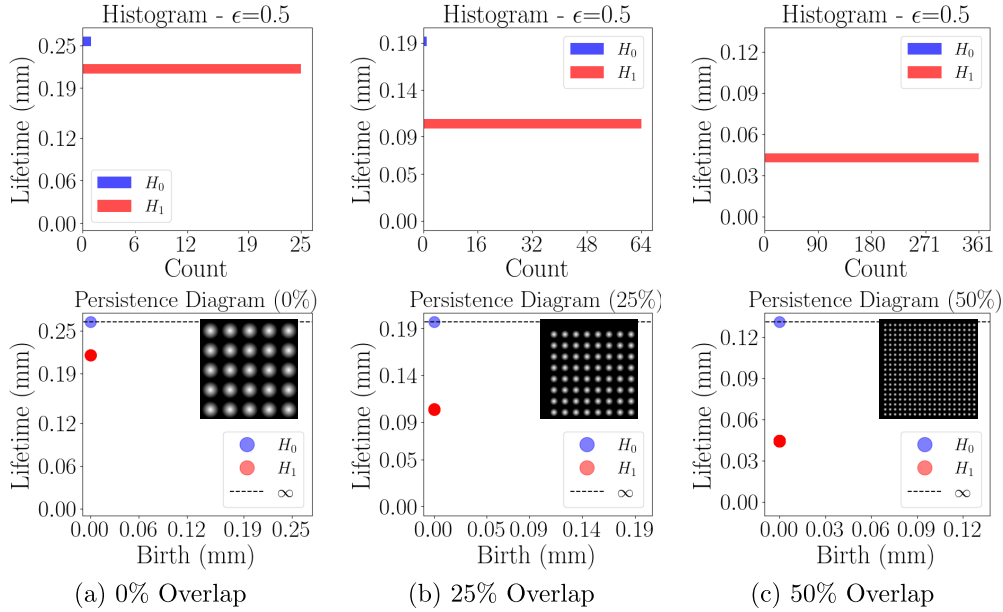 Histogram - ϵ=0.5
Lifetime (mm)
0.25
0.19
0.12
0.06
0.00
H₀
H₁
0 6 12 19 25
Count
Histogram - ϵ=0.5
Lifetime (mm)
0.19
0.14
0.09
0.05
0.00
H₀
H₁
0 16 32 48 64
Count
Histogram - ϵ=0.5
Lifetime (mm)
0.12
0.09
0.06
0.03
0.00
H₀
H₁
0 90 180 271 361
Count
Persistence Diagram (0%)
Lifetime (mm)
0.25
0.19
0.12
0.06
0.00
H₀
H₁
∞
0.00 0.06 0.12 0.19 0.25
Birth (mm)
Persistence Diagram (25%)
Lifetime (mm)
0.19
0.14
0.09
0.05
0.00
H₀
H₁
∞
0.00 0.05 0.09 0.14 0.19
Birth (mm)
Persistence Diagram (50%)
Lifetime (mm)
0.12
0.09
0.06
0.03
0.00
H₀
H₁
∞
0.00 0.03 0.06 0.09 0.12
Birth (mm)
(a) 0% Overlap
(b) 25% Overlap
(c) 50% Overlap